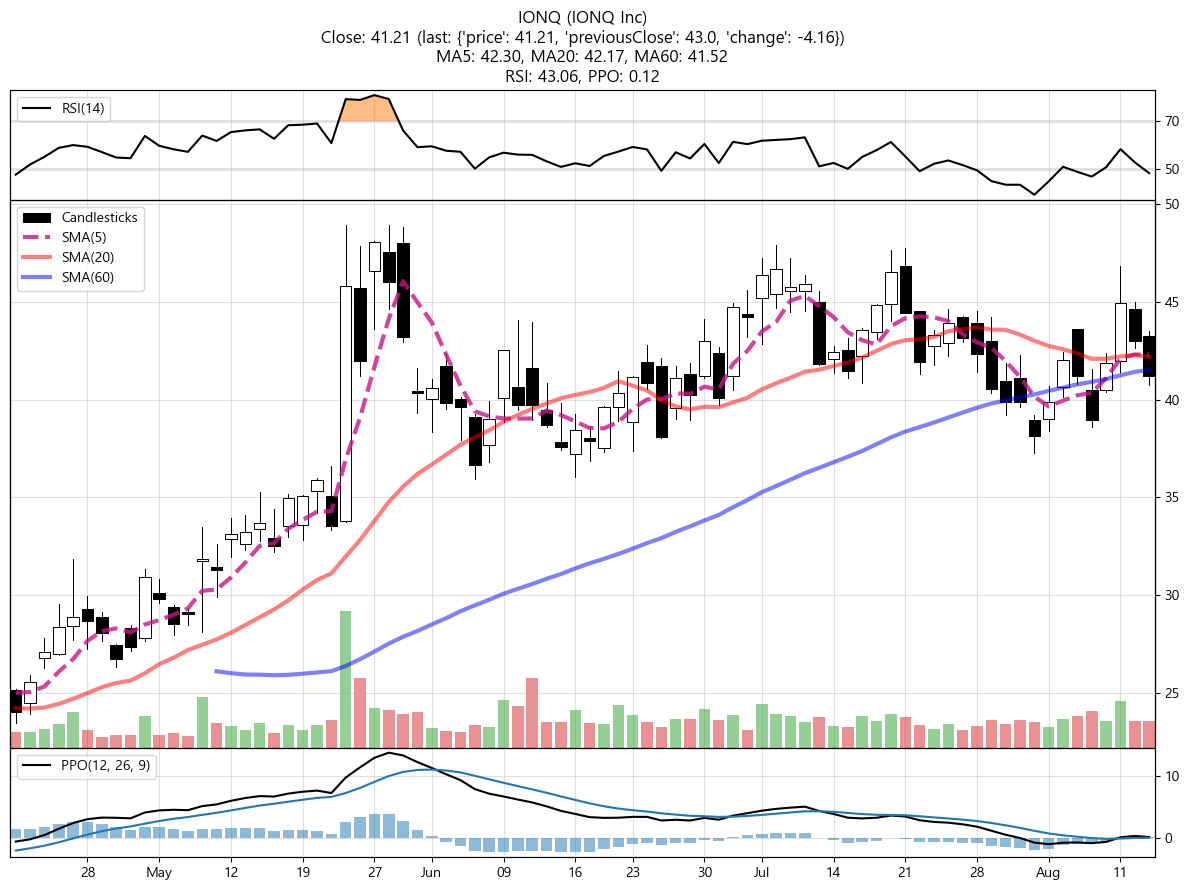 IONQ (IONQ Inc)
Close: 41.21 (last: {'price': 41.21, 'previousClose': 43.0, 'change': -4.16})
MA5: 42.30, MA20: 42.17, MA60: 41.52
RSI: 43.06, PPO: 0.12
RSI(14)
70
50
Candlesticks
SMA(5)
SMA(20)
SMA(60)
50
45
40
35
30
25
PPO(12, 26, 9)
10
0
28 May 12 19 27 Jun 09 16 23 30 Jul 14 21 28 Aug 11